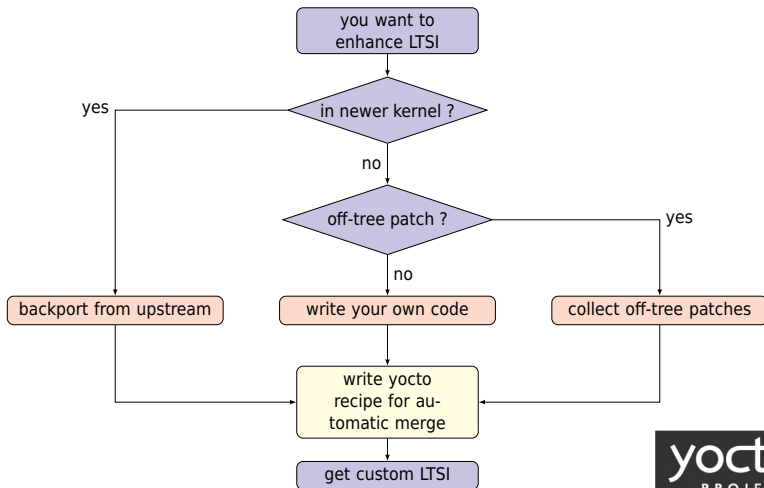 you want to
enhance LTSI
in newer kernel ?
yes
no
off-tree patch ?
yes
no
backport from upstream
write your own code
collect off-tree patches
write yocto
recipe for au-
tomatic merge
get custom LTSI